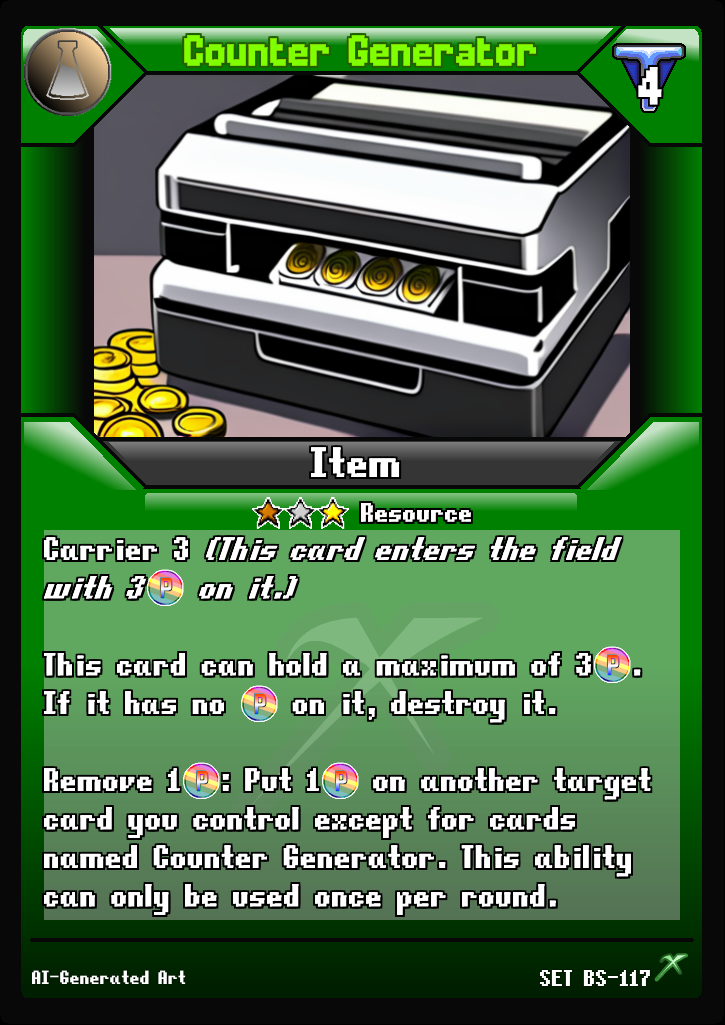 Counter Generator
4
Item
Resource
Carrier 3 (This card enters the field
with 3P on it.)
This card can hold a maximum of 3P.
If it has no P on it, destroy it.
Remove 1P: Put 1P on another target
card you control except for cards
named Counter Generator. This ability
can only be used once per round.
AI-Generated Art
SET BS-117